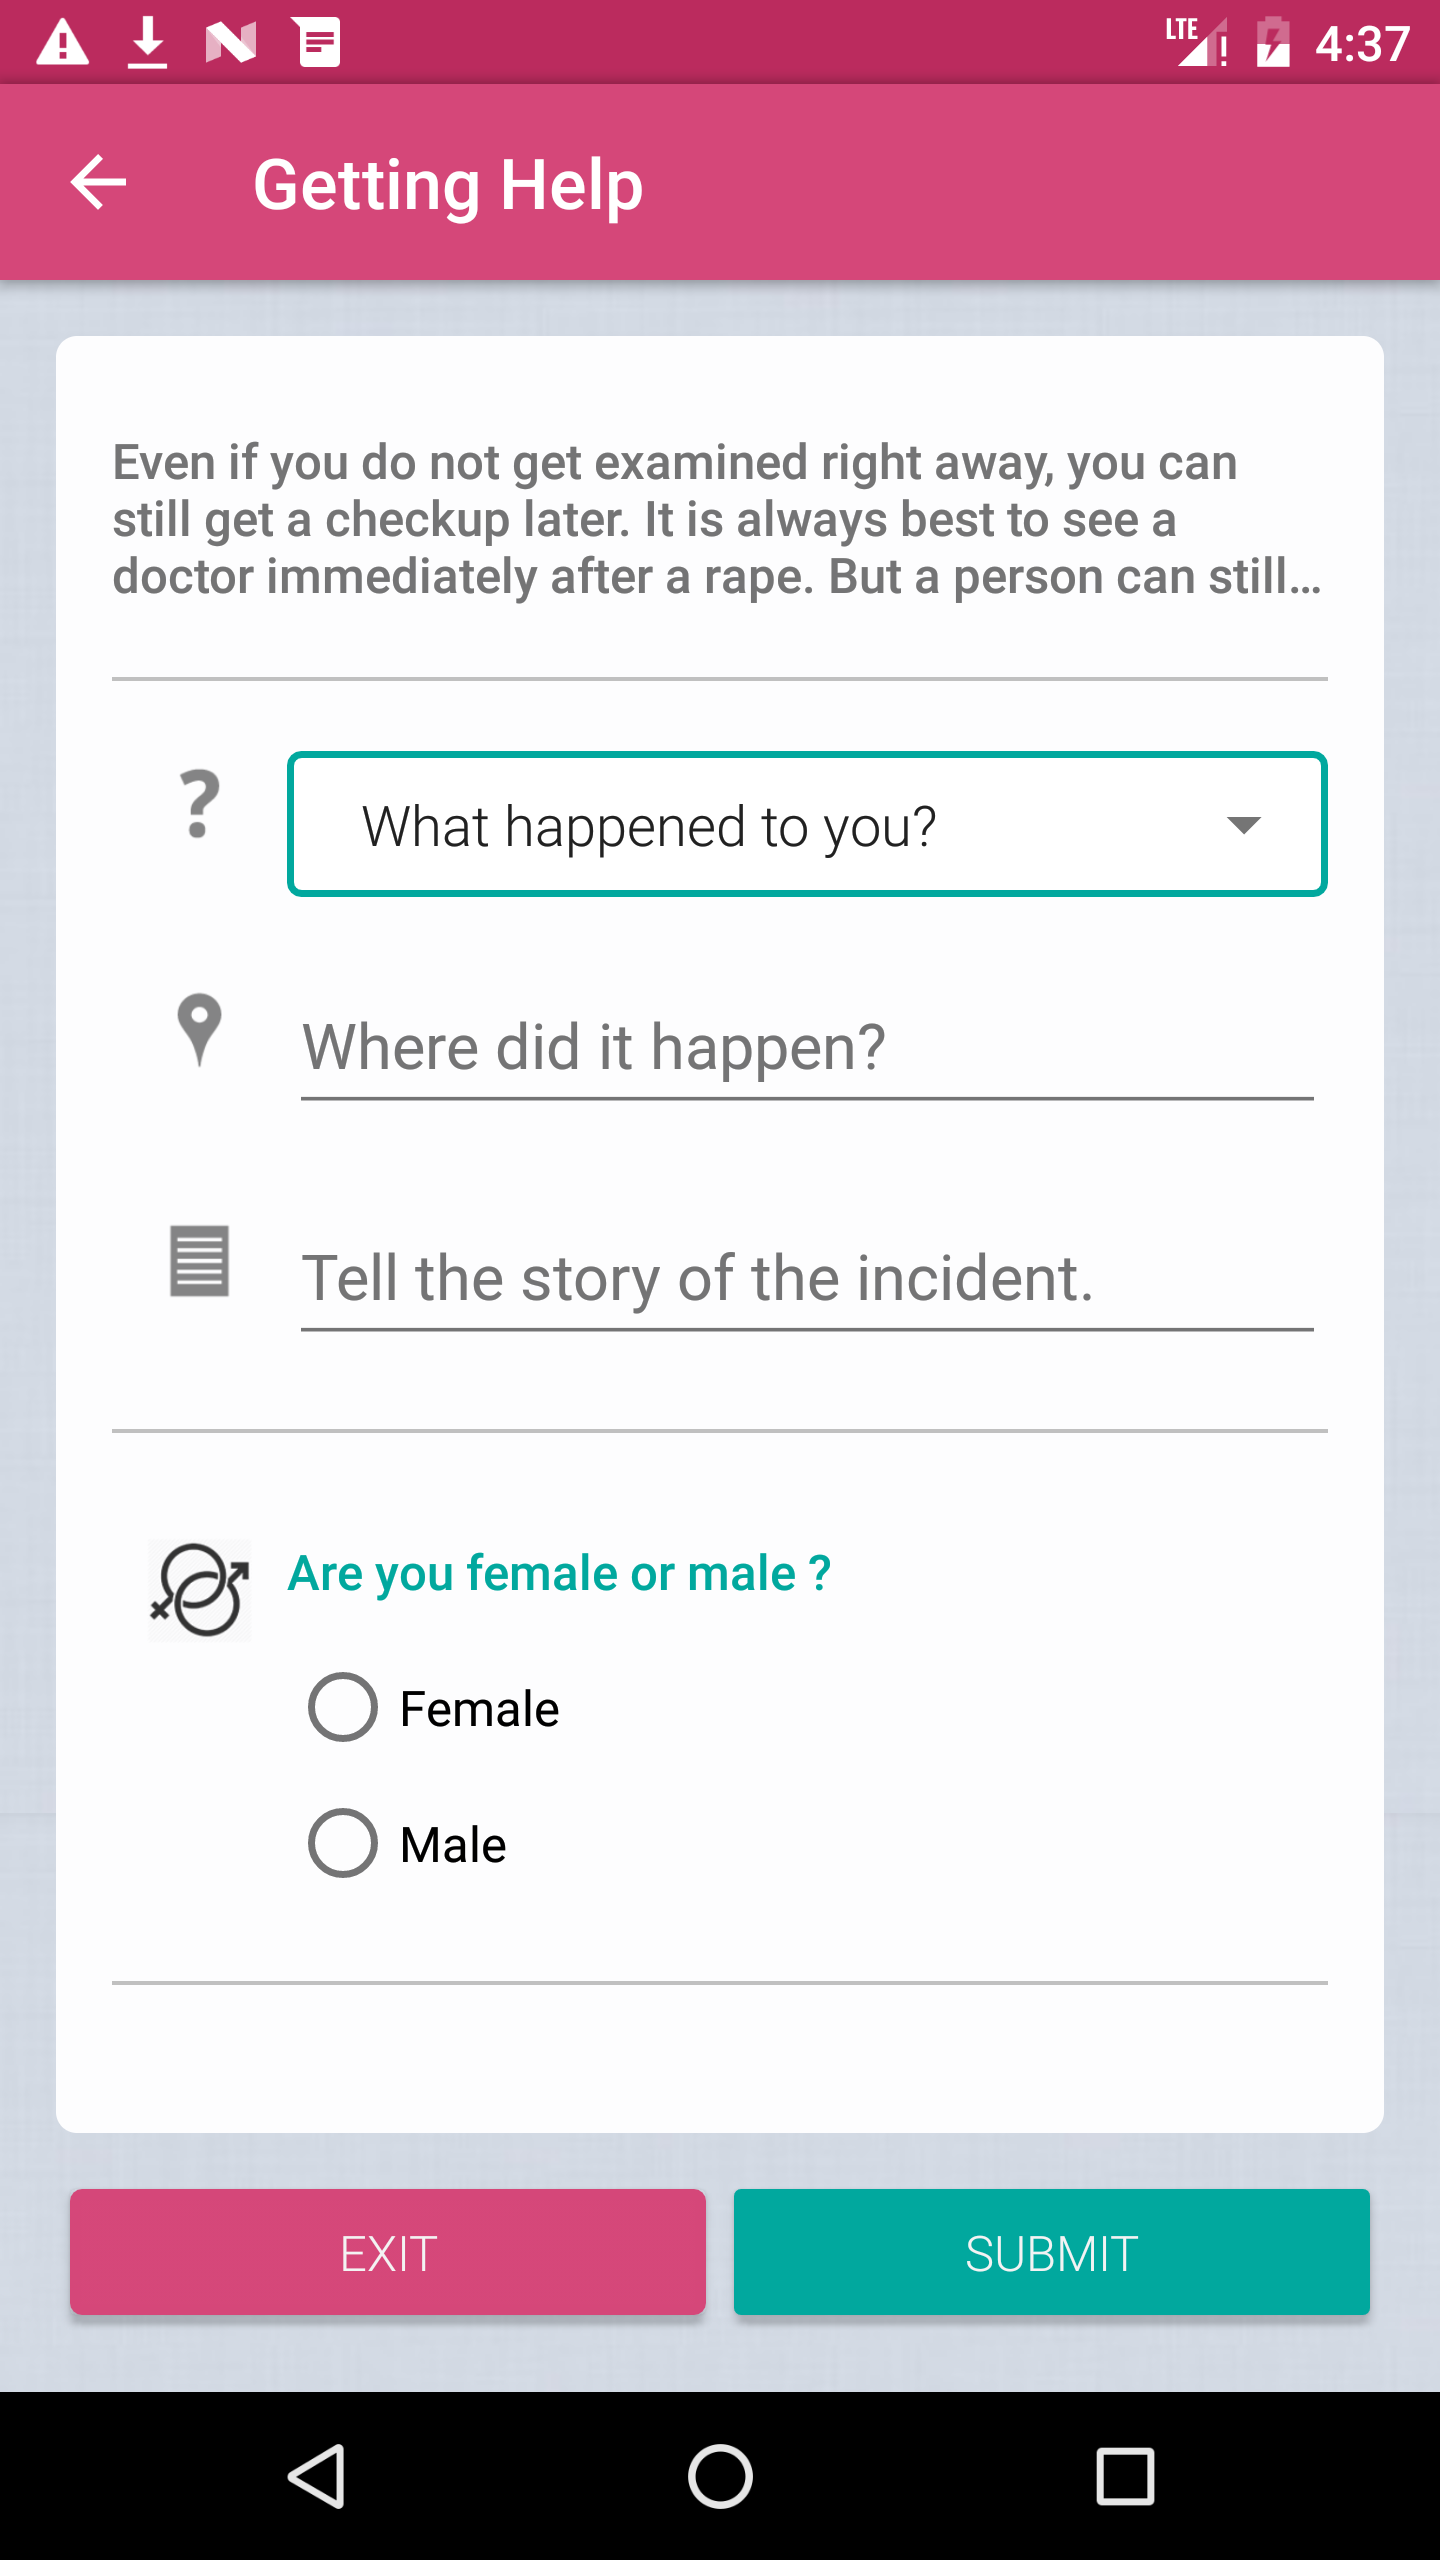 LTE 4:37
Getting Help
Even if you do not get examined right away, you can
still get a checkup later. It is always best to see a
doctor immediately after a rape. But a person can still...
What happened to you?
Where did it happen?
Tell the story of the incident.
Are you female or male ?
Female
Male
EXIT
SUBMIT